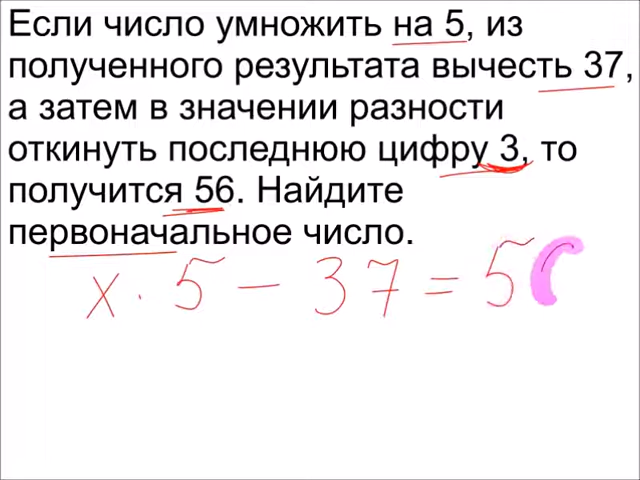 Если число умножить на 5, из
полученного результата вычесть 37,
а затем в значении разности
откинуть последнюю цифру 3, то
получится 56. Найдите
первоначальное число.
x · 5 − 37 = 5